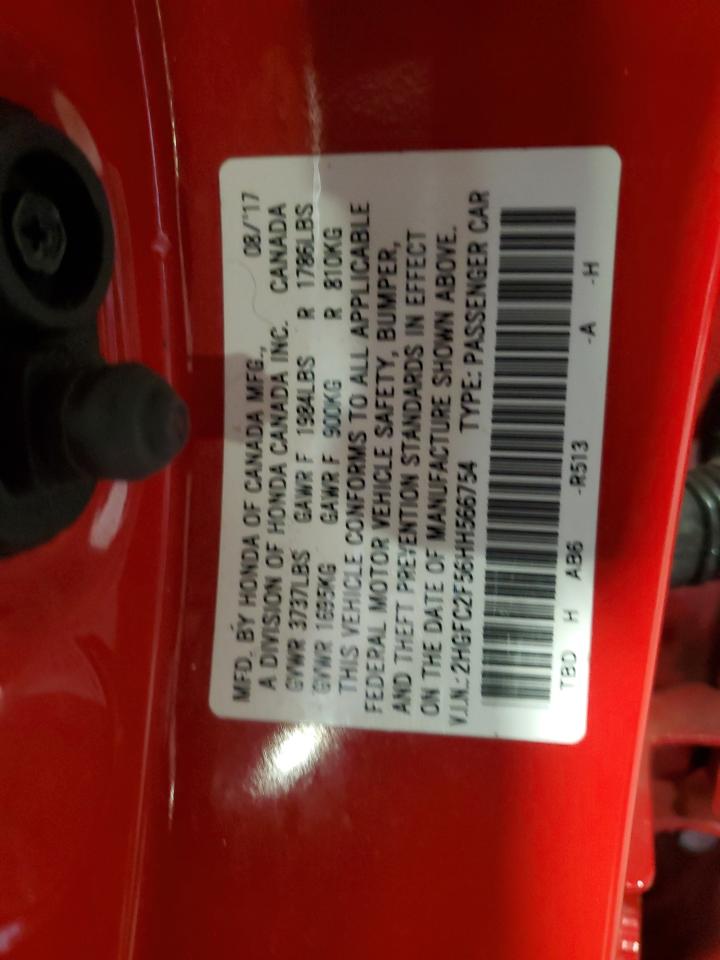 MFD. BY HONDA OF CANADA MFG., 08/'17
A DIVISION OF HONDA CANADA INC. CANADA
GVWR 3737LBS GAWR F 1984LBS R 1786LBS
GVWR 1695KG GAWR F 900KG R 810KG
THIS VEHICLE CONFORMS TO ALL APPLICABLE
FEDERAL MOTOR VEHICLE SAFETY, BUMPER,
AND THEFT PREVENTION STANDARDS IN EFFECT
ON THE DATE OF MANUFACTURE SHOWN ABOVE.
V.I.N.: 2HGFC2F56HH566754 TYPE: PASSENGER CAR
TBD H AB6 -R513 -A -H